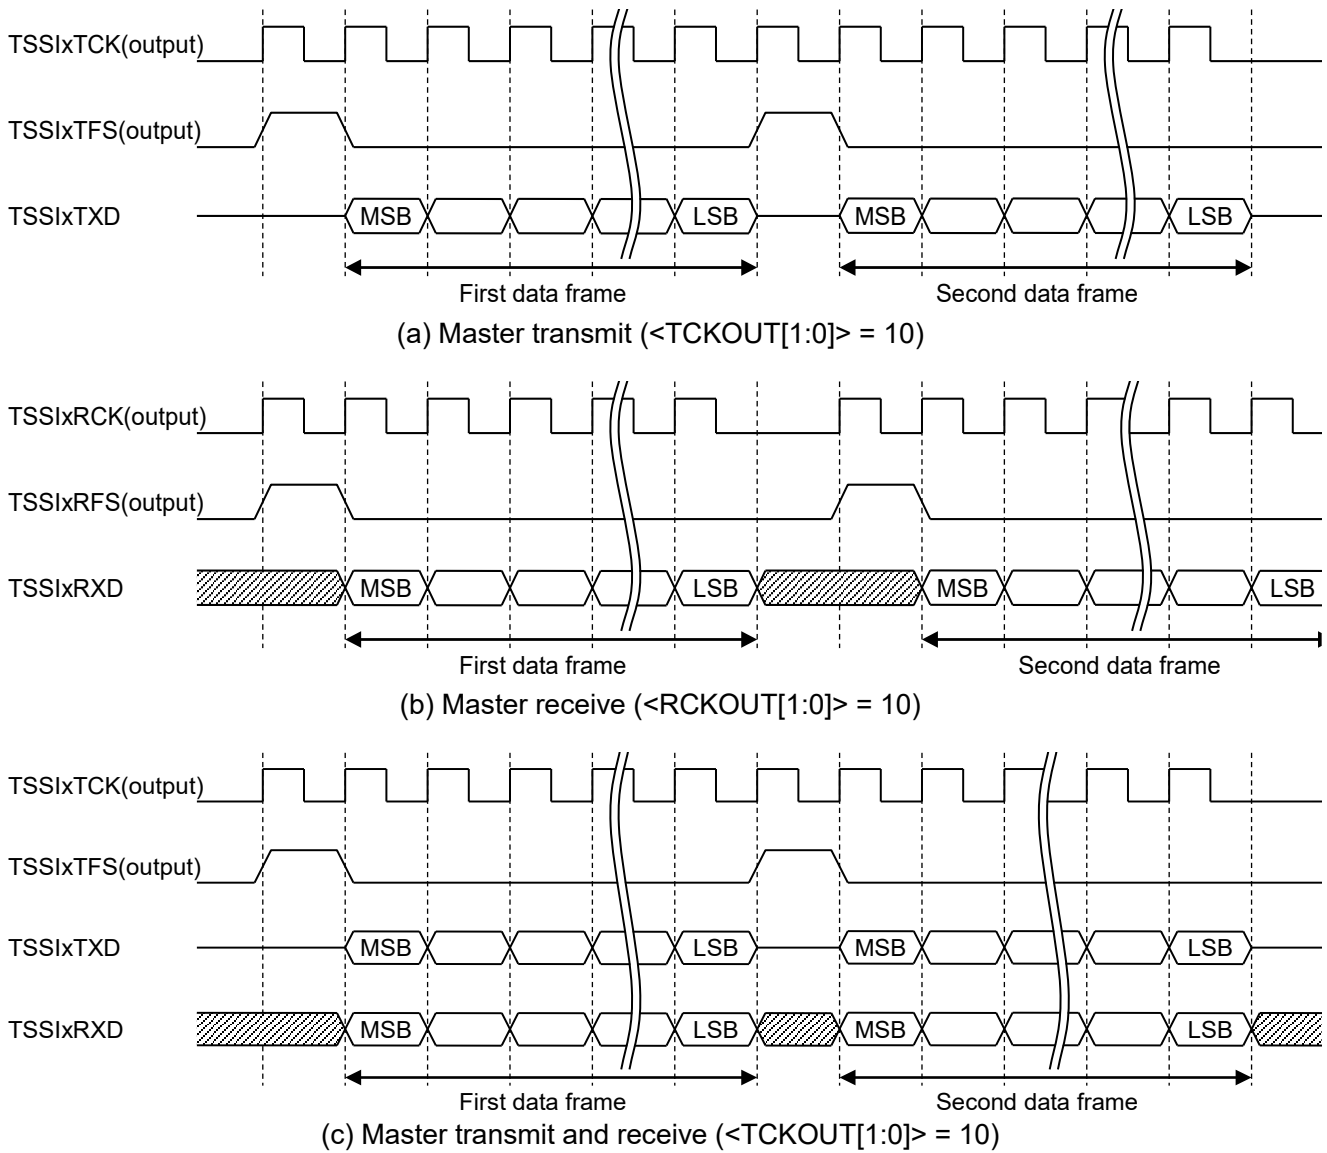 TSSIxTCK(output)
TSSIxTFS(output)
TSSIxTXD MSB LSB MSB LSB
First data frame Second data frame
(a) Master transmit (<TCKOUT[1:0]> = 10)
TSSIxRCK(output)
TSSIxRFS(output)
TSSIxRXD MSB LSB MSB LSB
First data frame Second data frame
(b) Master receive (<RCKOUT[1:0]> = 10)
TSSIxTCK(output)
TSSIxTFS(output)
TSSIxTXD MSB LSB MSB LSB
TSSIxRXD MSB LSB MSB LSB
First data frame Second data frame
(c) Master transmit and receive (<TCKOUT[1:0]> = 10)